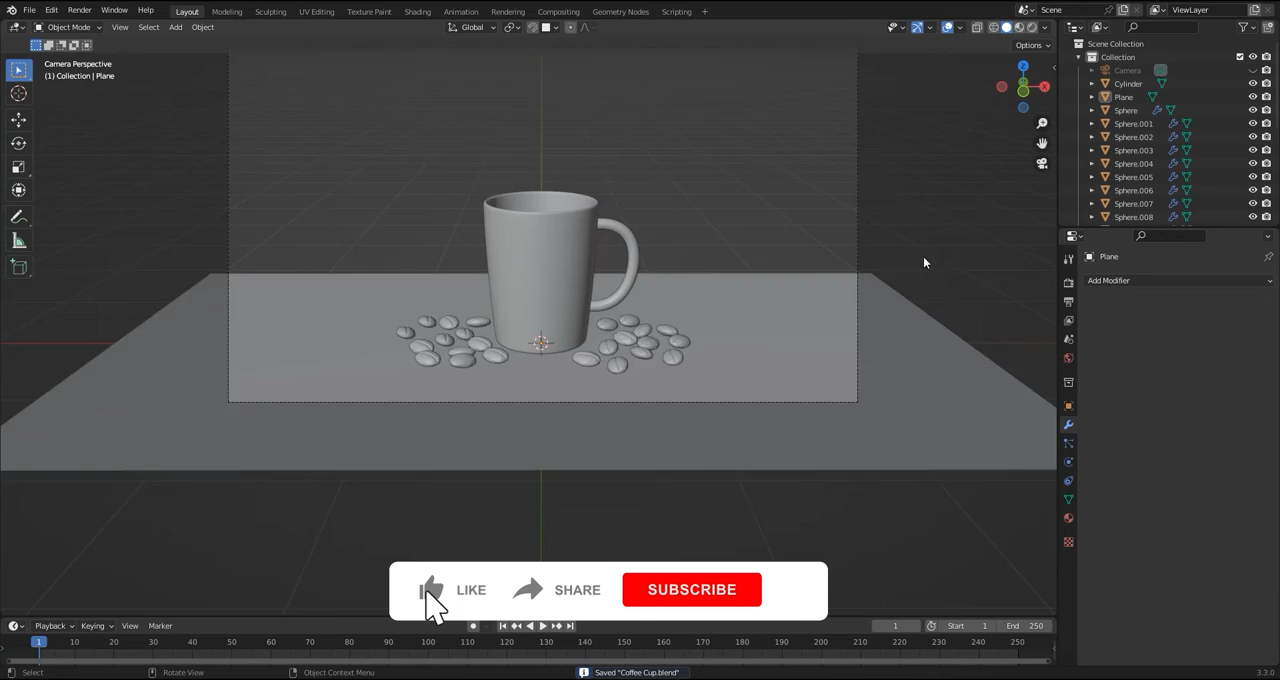 File Edit Render Window Help Layout Modeling Sculpting UV Editing Texture Paint Shading Animation Rendering Compositing Geometry Nodes Scripting + Scene ViewLayer
Object Mode View Select Add Object Global
Options
Camera Perspective
(1) Collection | Plane
Z
X
Scene Collection
Collection
Camera
Cylinder
Plane
Sphere
Sphere.001
Sphere.002
Sphere.003
Sphere.004
Sphere.005
Sphere.006
Sphere.007
Sphere.008
Plane
Add Modifier
LIKE SHARE SUBSCRIBE
Playback Keying View Marker 1 Start 1 End 250
1 10 20 30 40 50 60 70 80 90 100 110 120 130 140 150 160 170 180 190 200 210 220 230 240 250
Select Rotate View Object Context Menu Saved "Coffee Cup.blend" 3.3.0